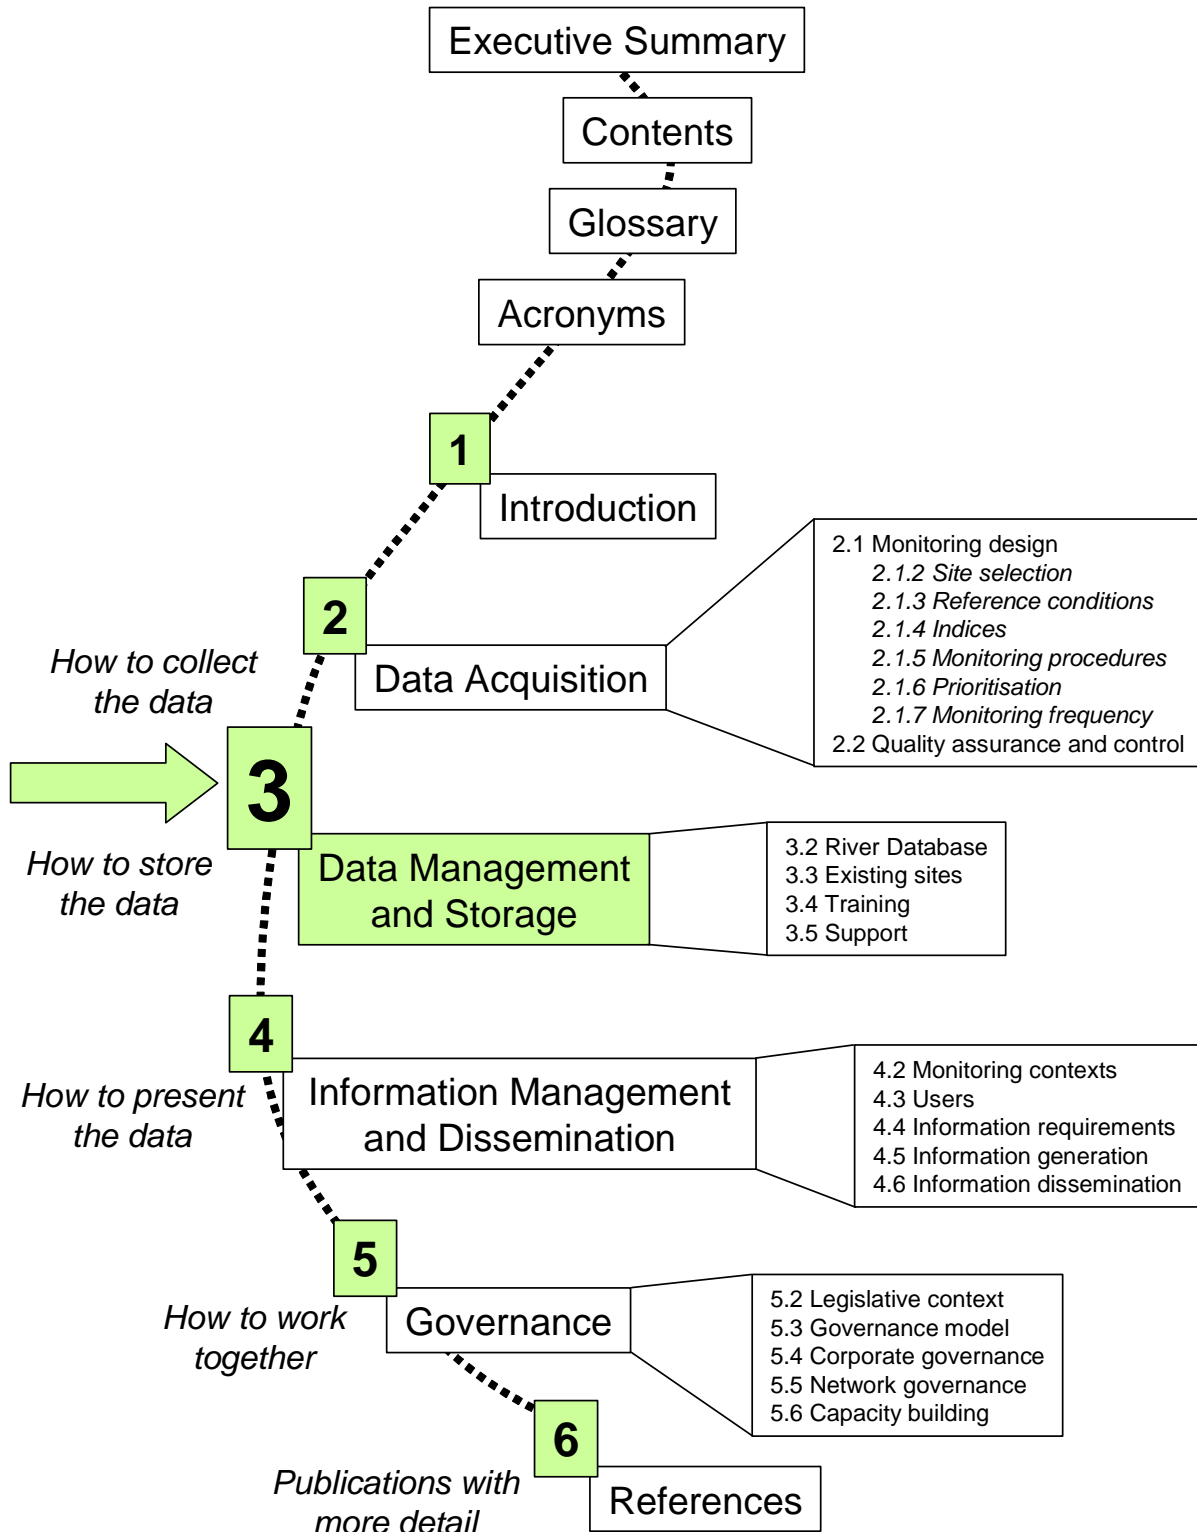 Executive Summary
Contents
Glossary
Acronyms
1
Introduction
2
Data Acquisition
2.1 Monitoring design
2.1.2 Site selection
2.1.3 Reference conditions
2.1.4 Indices
2.1.5 Monitoring procedures
2.1.6 Prioritisation
2.1.7 Monitoring frequency
2.2 Quality assurance and control
How to collect
the data
3
How to store
the data
Data Management
and Storage
3.2 River Database
3.3 Existing sites
3.4 Training
3.5 Support
4
How to present
the data
Information Management
and Dissemination
4.2 Monitoring contexts
4.3 Users
4.4 Information requirements
4.5 Information generation
4.6 Information dissemination
5
How to work
together
Governance
5.2 Legislative context
5.3 Governance model
5.4 Corporate governance
5.5 Network governance
5.6 Capacity building
6
Publications with
more detail
References